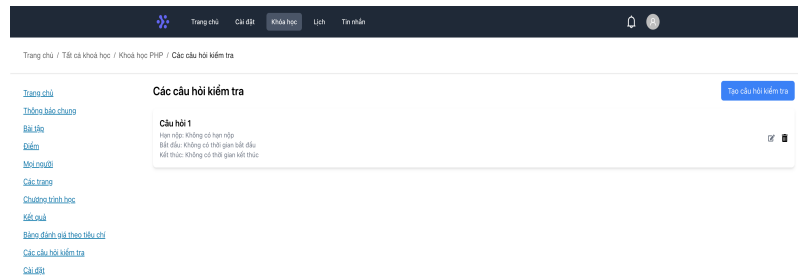 Trang chủ Cài đặt Khóa học Lịch Tin nhắn
Trang chủ / Tất cả khoá học / Khoá học PHP / Các câu hỏi kiểm tra
Trang chủ
Thông báo chung
Bài tập
Điểm
Mọi người
Các trang
Chương trình học
Kết quả
Bảng đánh giá theo tiêu chí
Các câu hỏi kiểm tra
Cài đặt
Các câu hỏi kiểm tra
Tạo câu hỏi kiểm tra
Câu hỏi 1
Hạn nộp: Không có hạn nộp
Bắt đầu: Không có thời gian bắt đầu
Kết thúc: Không có thời gian kết thúc